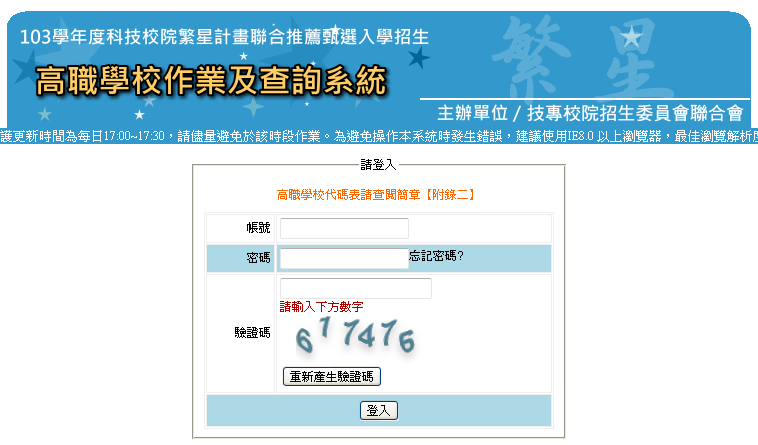 103學年度科技校院繁星計畫聯合推薦甄選入學招生
高職學校作業及查詢系統
繁星
主辦單位 / 技專校院招生委員會聯合會
護更新時間為每日17:00~17:30，請儘量避免於該時段作業。為避免操作本系統時發生錯誤，建議使用IE8.0 以上瀏覽器，最佳瀏覽解析度
請登入
高職學校代碼表請查閱簡章【附錄二】
帳號
密碼 忘記密碼?
驗證碼
請輸入下方數字
617476
重新產生驗證碼
登入